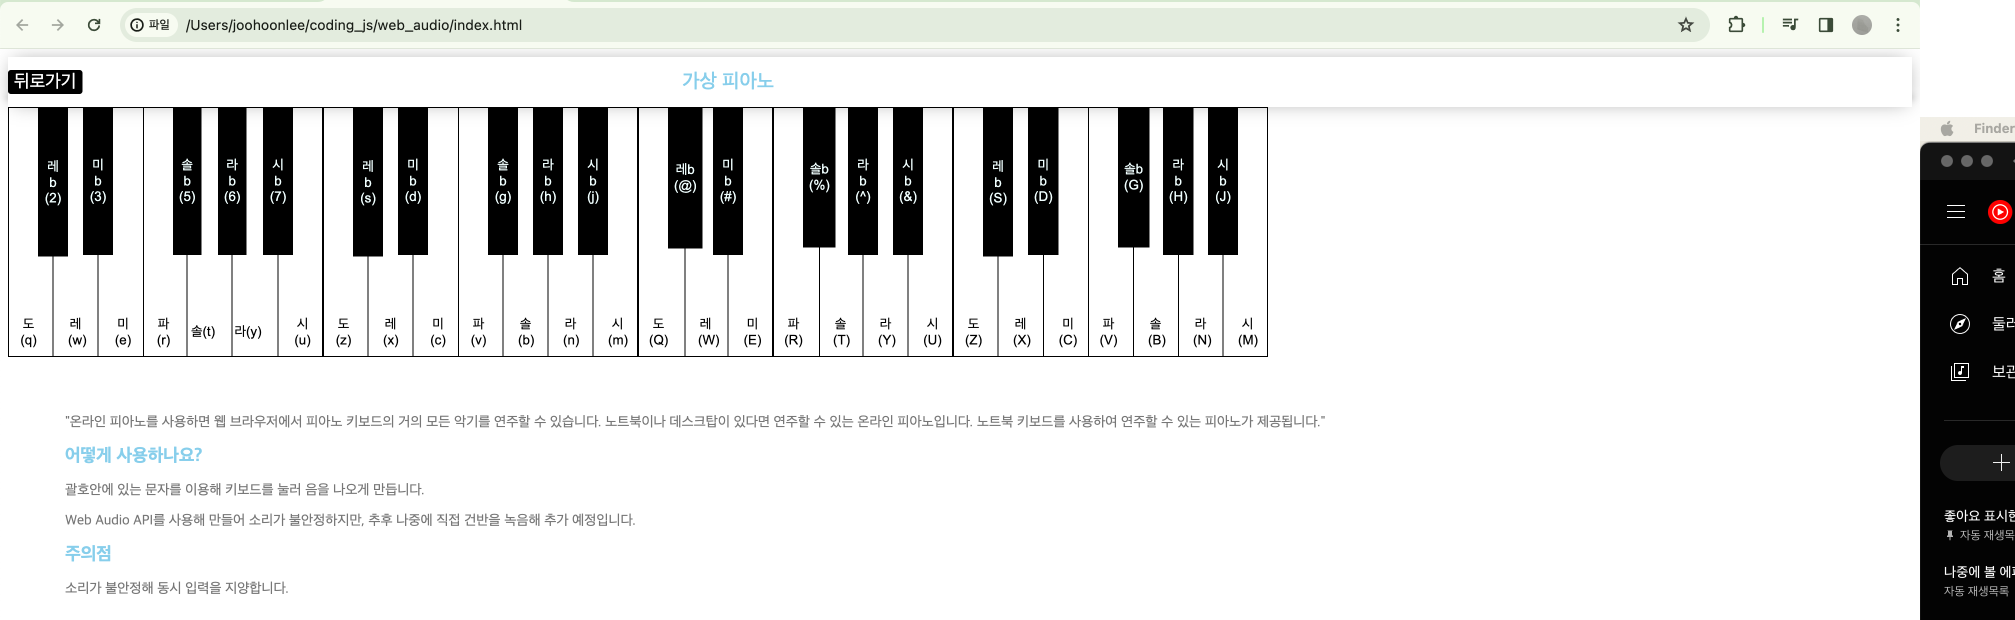 파일 /Users/joohoonlee/coding_js/web_audio/index.html
뒤로가기
가상 피아노
레
b
(2)
미
b
(3)
솔
b
(5)
라
b
(6)
시
b
(7)
레
b
(s)
미
b
(d)
솔
b
(g)
라
b
(h)
시
b
(j)
레b
(@)
미
b
(#)
솔b
(%)
라
b
(^)
시
b
(&)
레
b
(S)
미
b
(D)
솔b
(G)
라
b
(H)
시
b
(J)
도
(q)
레
(w)
미
(e)
파
(r)
솔(t)
라(y)
시
(u)
도
(z)
레
(x)
미
(c)
파
(v)
솔
(b)
라
(n)
시
(m)
도
(Q)
레
(W)
미
(E)
파
(R)
솔
(T)
라
(Y)
시
(U)
도
(Z)
레
(X)
미
(C)
파
(V)
솔
(B)
라
(N)
시
(M)
"온라인 피아노를 사용하면 웹 브라우저에서 피아노 키보드의 거의 모든 악기를 연주할 수 있습니다. 노트북이나 데스크탑이 있다면 연주할 수 있는 온라인 피아노입니다. 노트북 키보드를 사용하여 연주할 수 있는 피아노가 제공됩니다."
어떻게 사용하나요?
괄호안에 있는 문자를 이용해 키보드를 눌러 음을 나오게 만듭니다.
Web Audio API를 사용해 만들어 소리가 불안정하지만, 추후 나중에 직접 건반을 녹음해 추가 예정입니다.
주의점
소리가 불안정해 동시 입력을 지양합니다.
Finder
홈
보관
좋아요 표시한
자동 재생목
나중에 볼
자동 재생목록